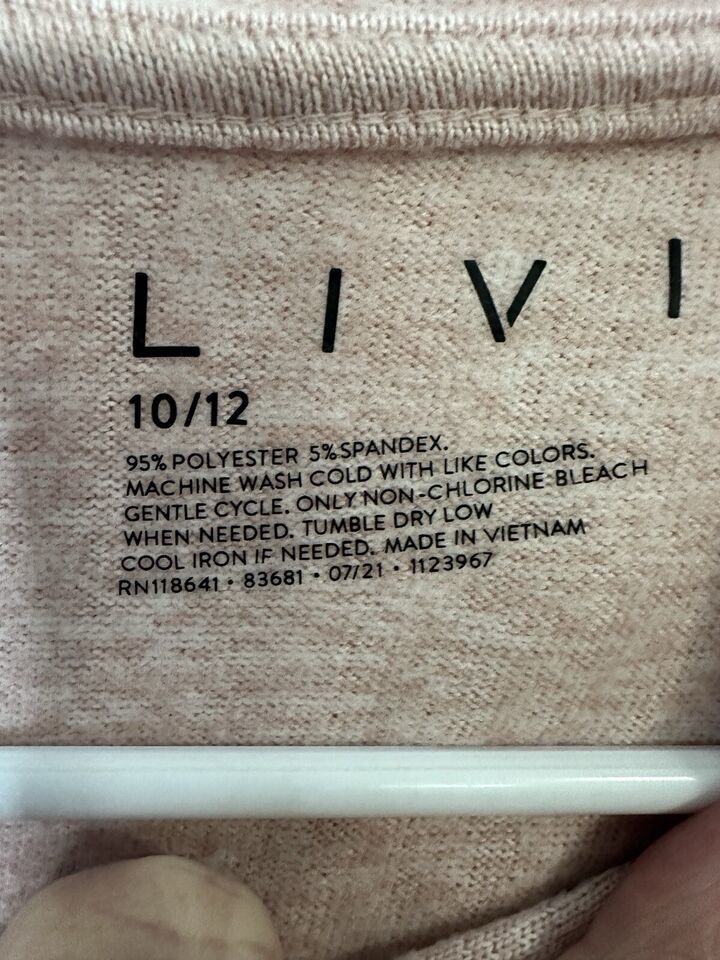 LIVI
10/12
95% POLYESTER 5%SPANDEX.
MACHINE WASH COLD WITH LIKE COLORS.
GENTLE CYCLE. ONLY NON-CHLORINE BLEACH
WHEN NEEDED. TUMBLE DRY LOW
COOL IRON IF NEEDED. MADE IN VIETNAM
RN118641 • 83681 • 07/21 • 1123967